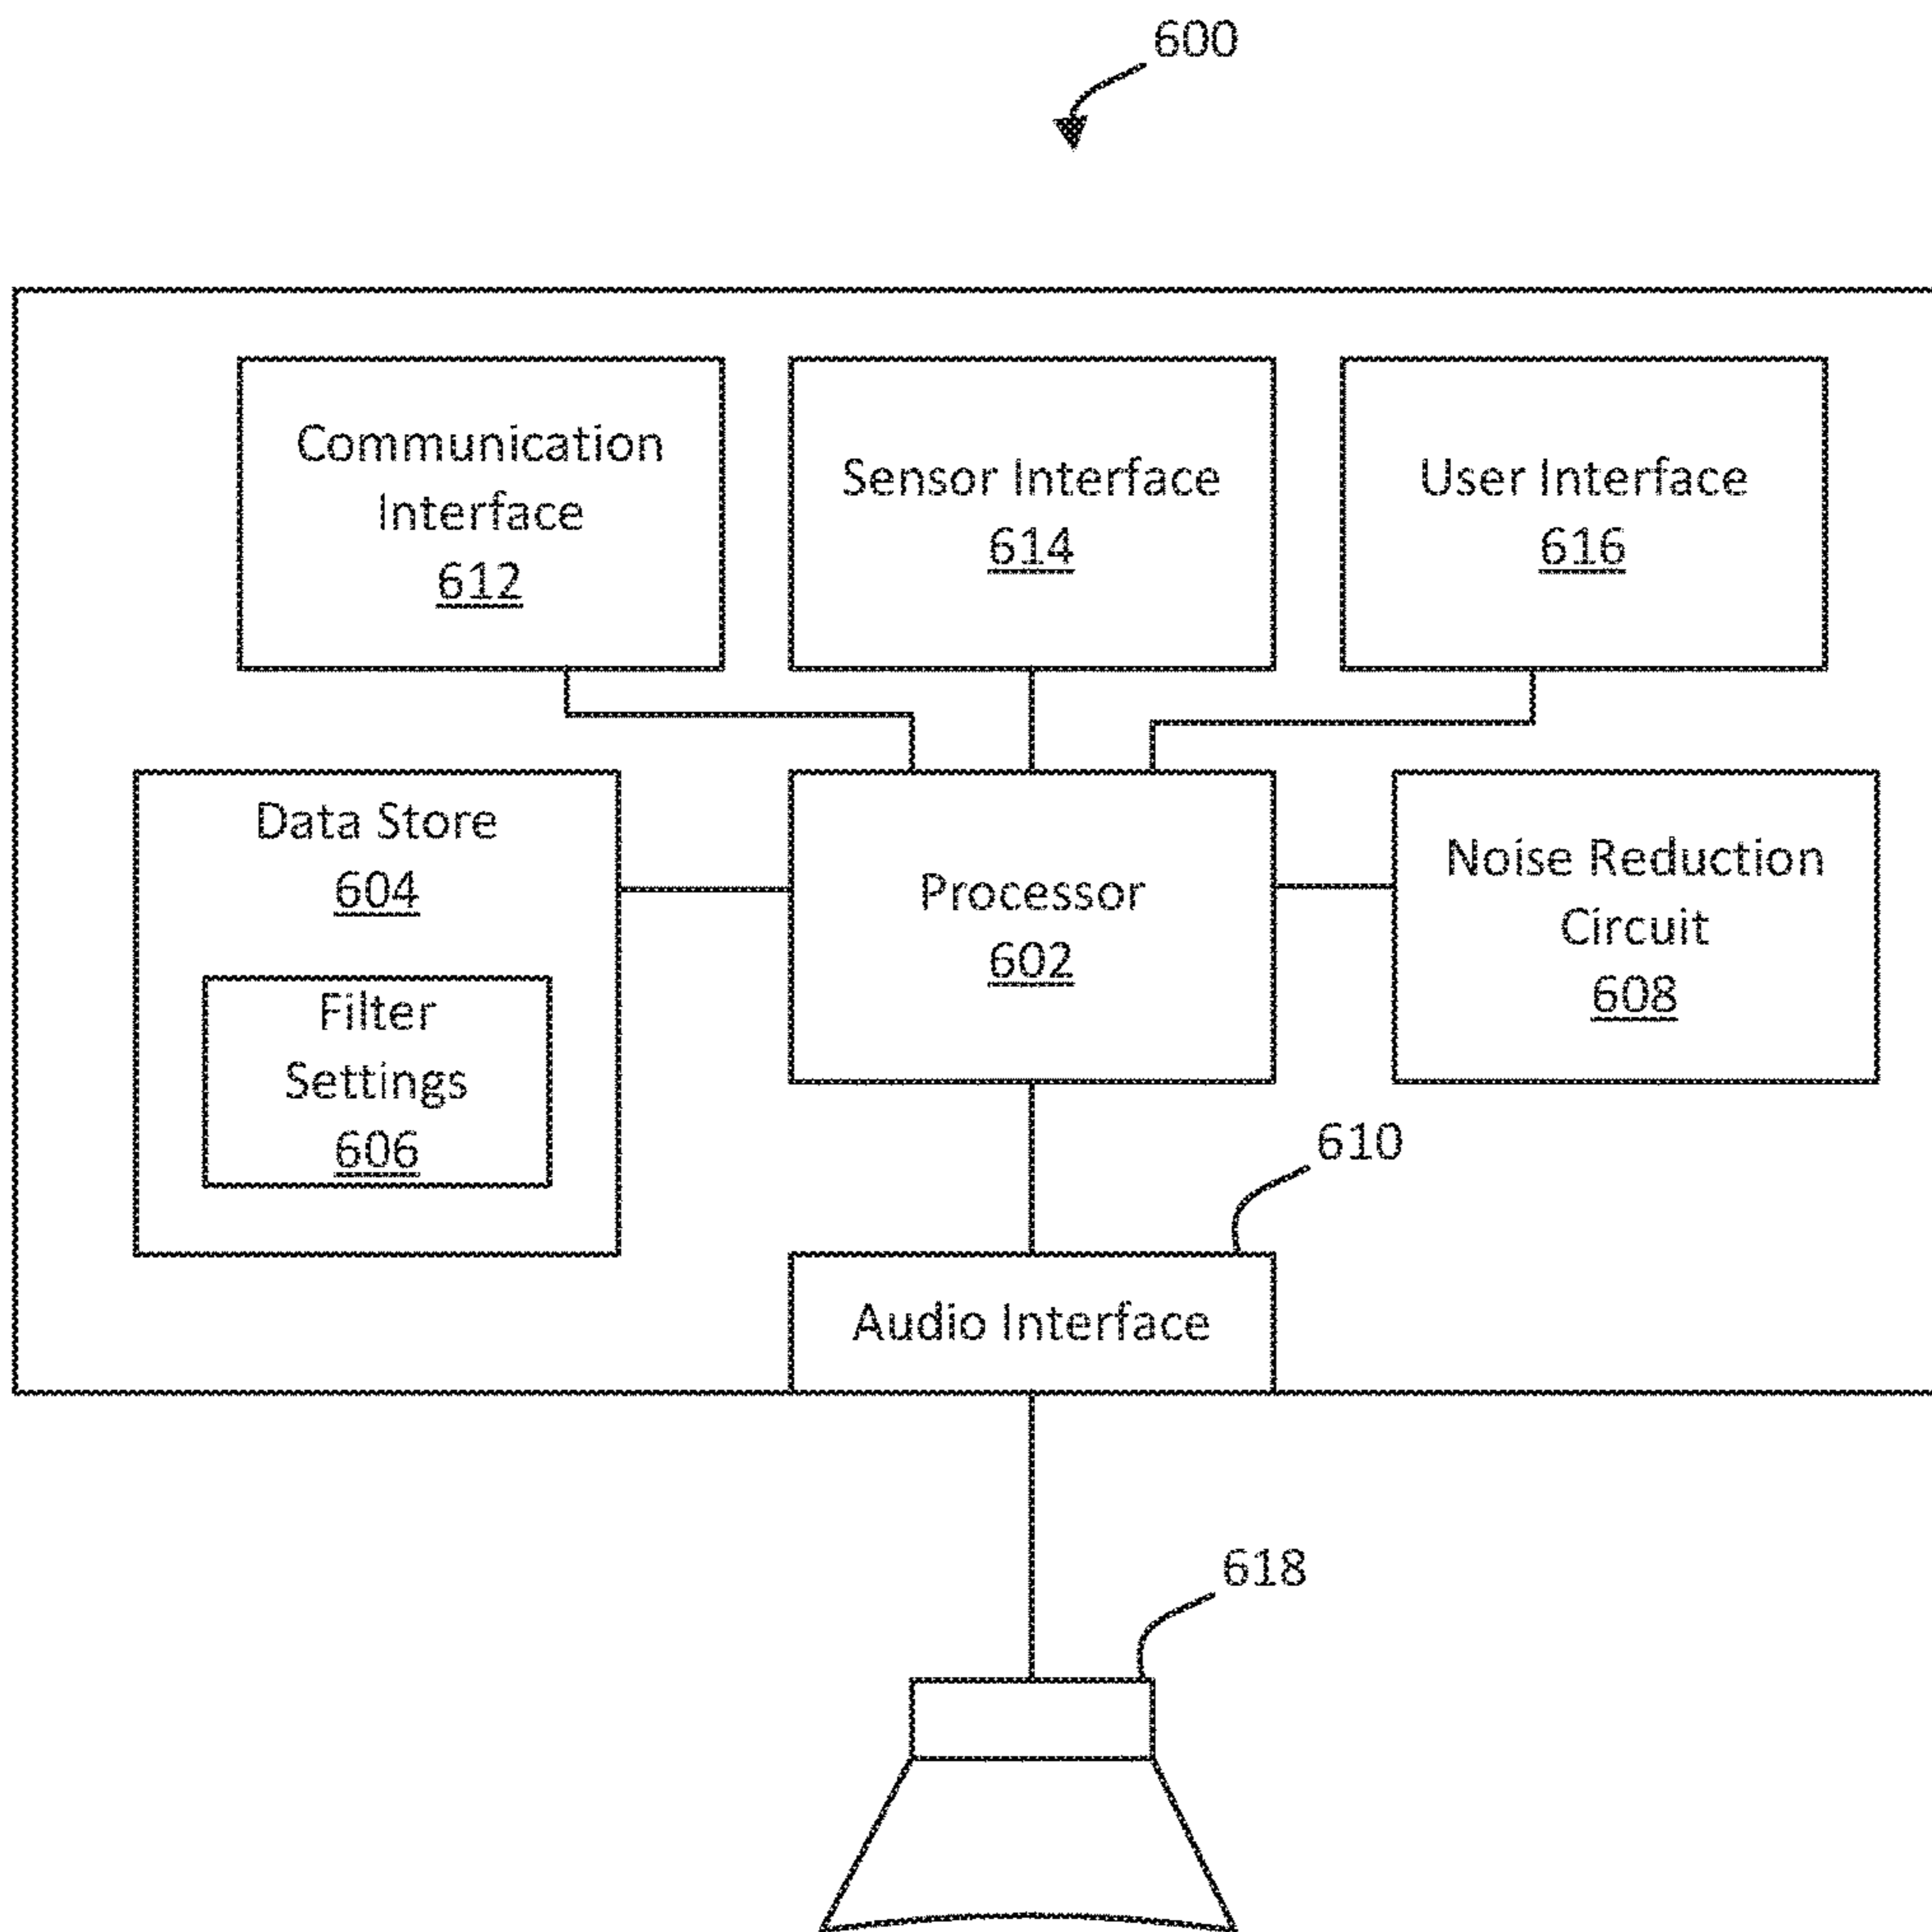 600
Communication
Interface
612
Sensor Interface
614
User Interface
616
Data Store
604
Filter
Settings
606
Processor
602
Noise Reduction
Circuit
608
610
Audio Interface
618